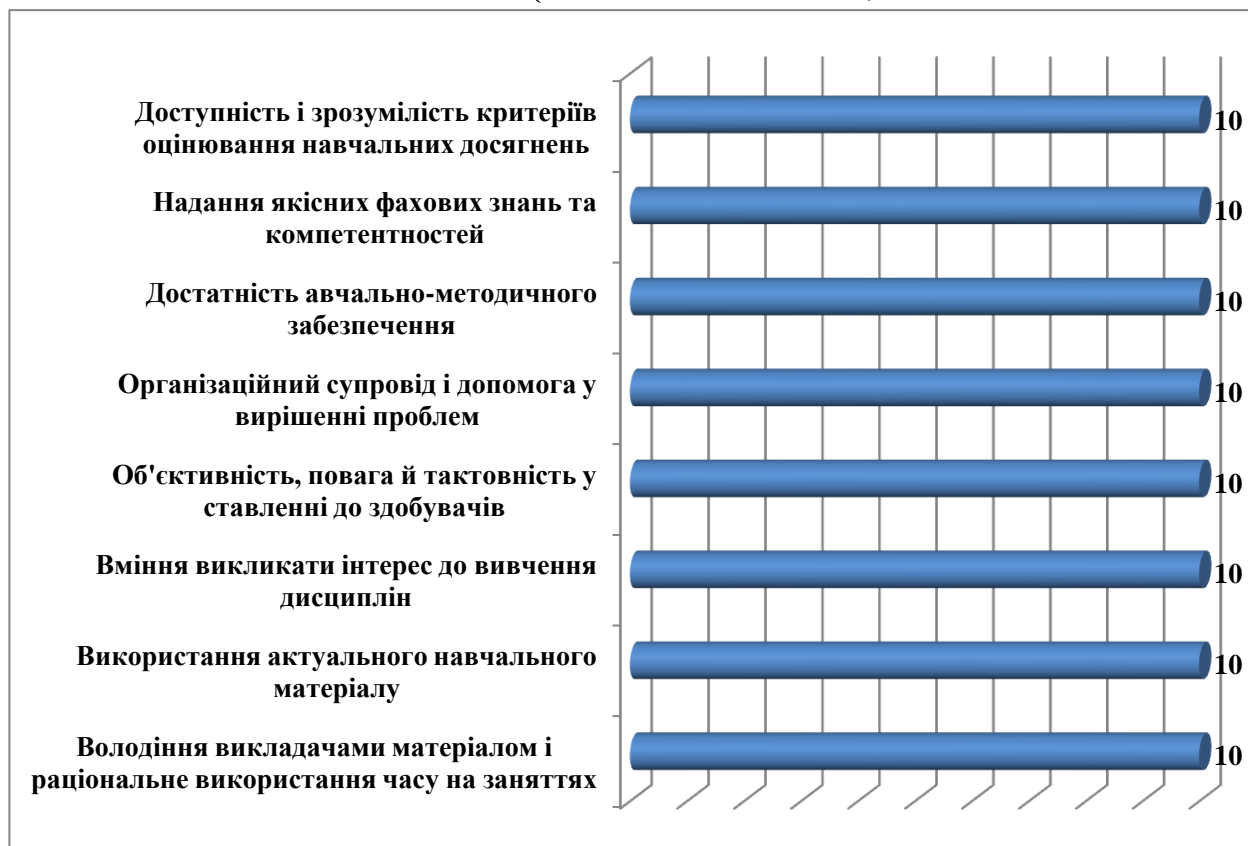 Доступність і зрозумілість критеріїв
оцінювання навчальних досягнень
10
Надання якісних фахових знань та
компетентностей
10
Достатність авчально-методичного
забезпечення
10
Організаційний супровід і допомога у
вирішенні проблем
10
Об'єктивність, повага й тактовність у
ставленні до здобувачів
10
Вміння викликати інтерес до вивчення
дисциплін
10
Використання актуального навчального
матеріалу
10
Володіння викладачами матеріалом і
раціональне використання часу на заняттях
10